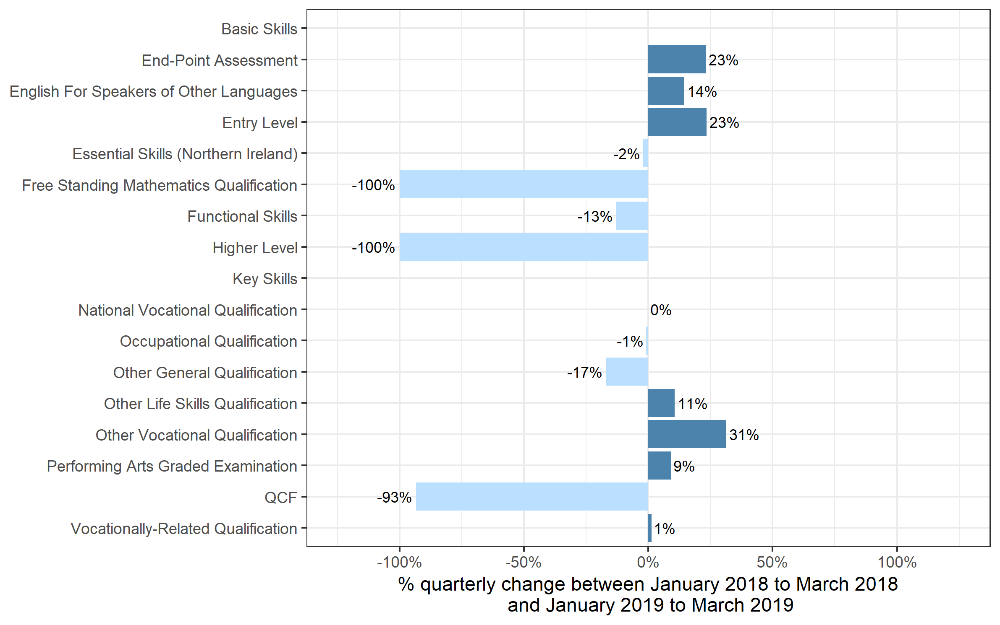 Basic Skills
End-Point Assessment 23%
English For Speakers of Other Languages 14%
Entry Level 23%
Essential Skills (Northern Ireland) -2%
Free Standing Mathematics Qualification -100%
Functional Skills -13%
Higher Level -100%
Key Skills
National Vocational Qualification 0%
Occupational Qualification -1%
Other General Qualification -17%
Other Life Skills Qualification 11%
Other Vocational Qualification 31%
Performing Arts Graded Examination 9%
QCF -93%
Vocationally-Related Qualification 1%
-100% -50% 0% 50% 100%
% quarterly change between January 2018 to March 2018
and January 2019 to March 2019